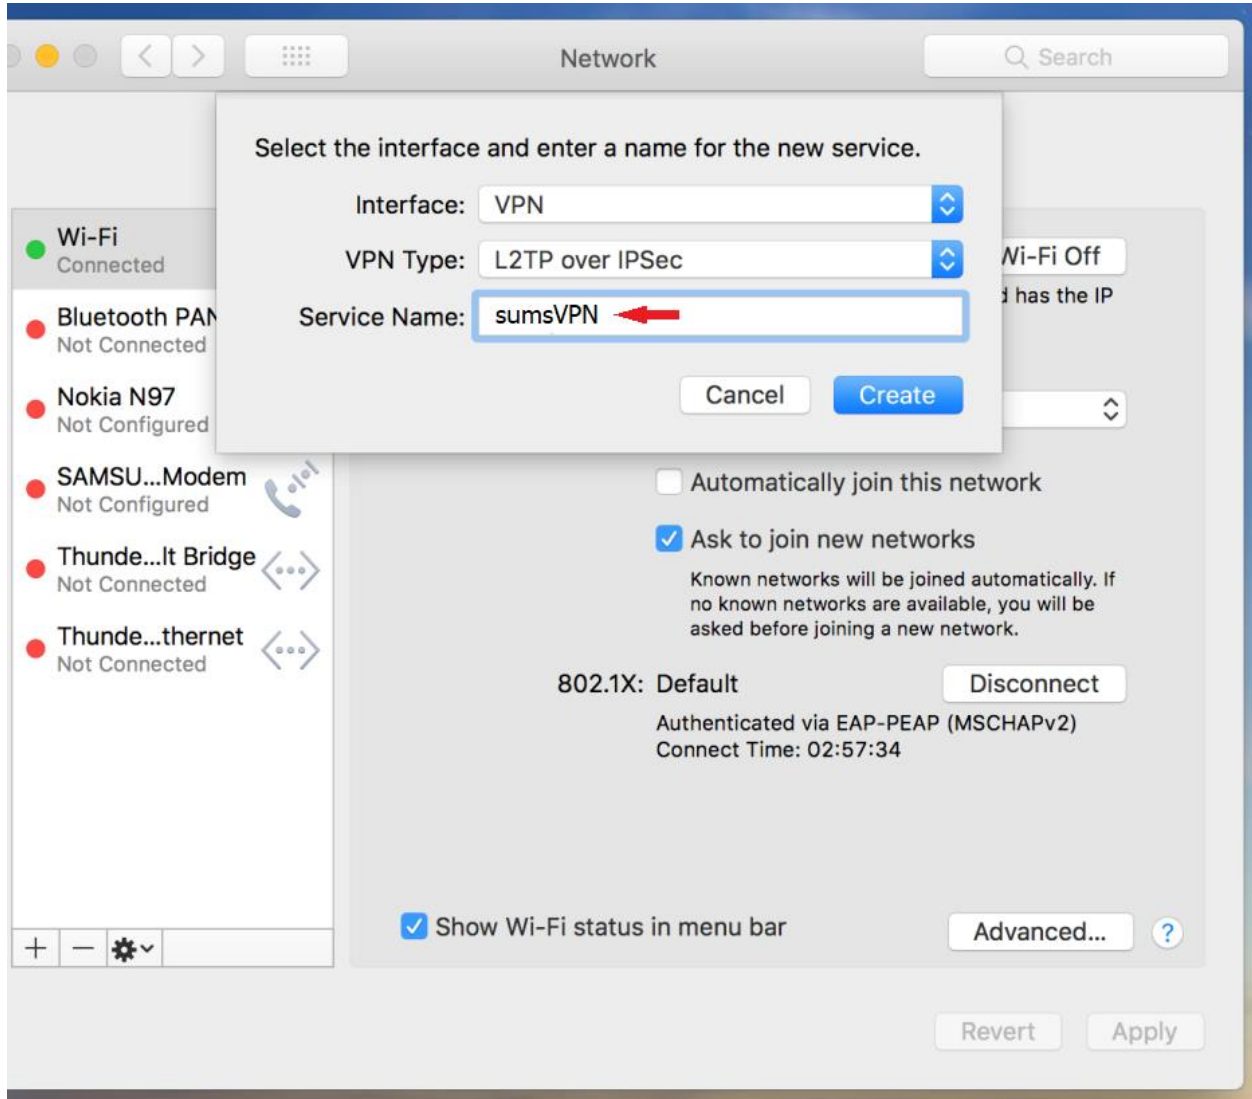 Network
Search
Select the interface and enter a name for the new service.
Interface: VPN
VPN Type: L2TP over IPSec
Service Name: sumsVPN
Cancel Create
Wi-Fi
Connected
Bluetooth PAN
Not Connected
Nokia N97
Not Configured
SAMSU...Modem
Not Configured
Thunde...lt Bridge
Not Connected
Thunde...thernet
Not Connected
Wi-Fi Off
has the IP
Automatically join this network
Ask to join new networks
Known networks will be joined automatically. If
no known networks are available, you will be
asked before joining a new network.
802.1X: Default Disconnect
Authenticated via EAP-PEAP (MSCHAPv2)
Connect Time: 02:57:34
Show Wi-Fi status in menu bar
Advanced... ?
Revert Apply